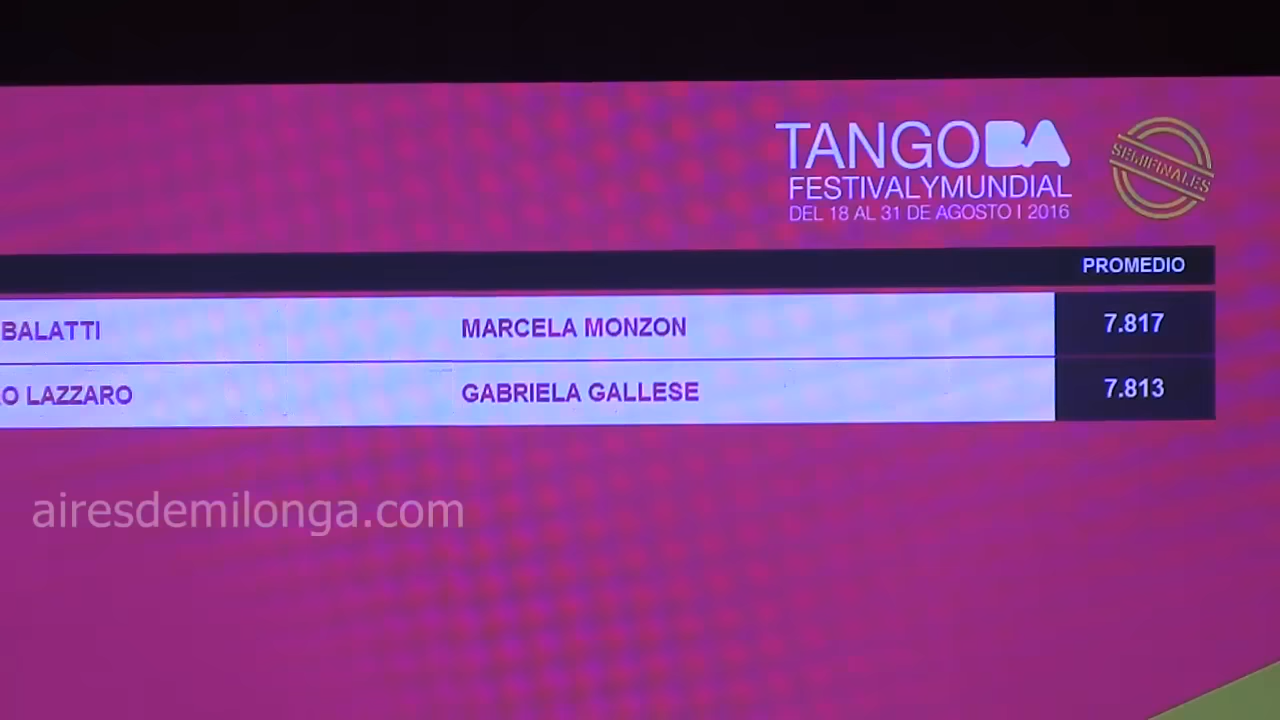 TANGOBA
FESTIVALYMUNDIAL
DEL 18 AL 31 DE AGOSTO | 2016
SEMIFINALES
PROMEDIO
BALATTI MARCELA MONZON 7.817
O LAZZARO GABRIELA GALLESE 7.813
airesdemilonga.com